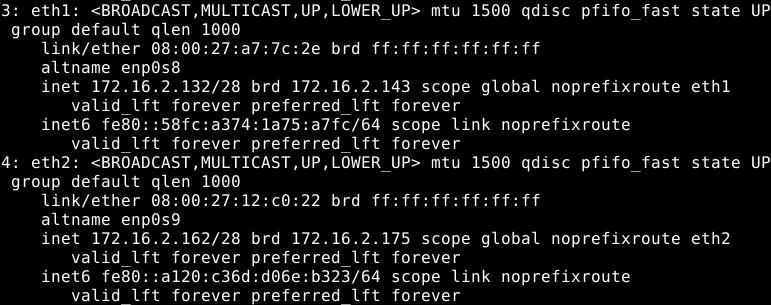 3: eth1: <BROADCAST,MULTICAST,UP,LOWER_UP> mtu 1500 qdisc pfifo_fast state UP
 group default qlen 1000
    link/ether 08:00:27:a7:7c:2e brd ff:ff:ff:ff:ff:ff
    altname enp0s8
    inet 172.16.2.132/28 brd 172.16.2.143 scope global noprefixroute eth1
       valid_lft forever preferred_lft forever
    inet6 fe80::58fc:a374:1a75:a7fc/64 scope link noprefixroute
       valid_lft forever preferred_lft forever
4: eth2: <BROADCAST,MULTICAST,UP,LOWER_UP> mtu 1500 qdisc pfifo_fast state UP
 group default qlen 1000
    link/ether 08:00:27:12:c0:22 brd ff:ff:ff:ff:ff:ff
    altname enp0s9
    inet 172.16.2.162/28 brd 172.16.2.175 scope global noprefixroute eth2
       valid_lft forever preferred_lft forever
    inet6 fe80::a120:c36d:d06e:b323/64 scope link noprefixroute
       valid_lft forever preferred_lft forever